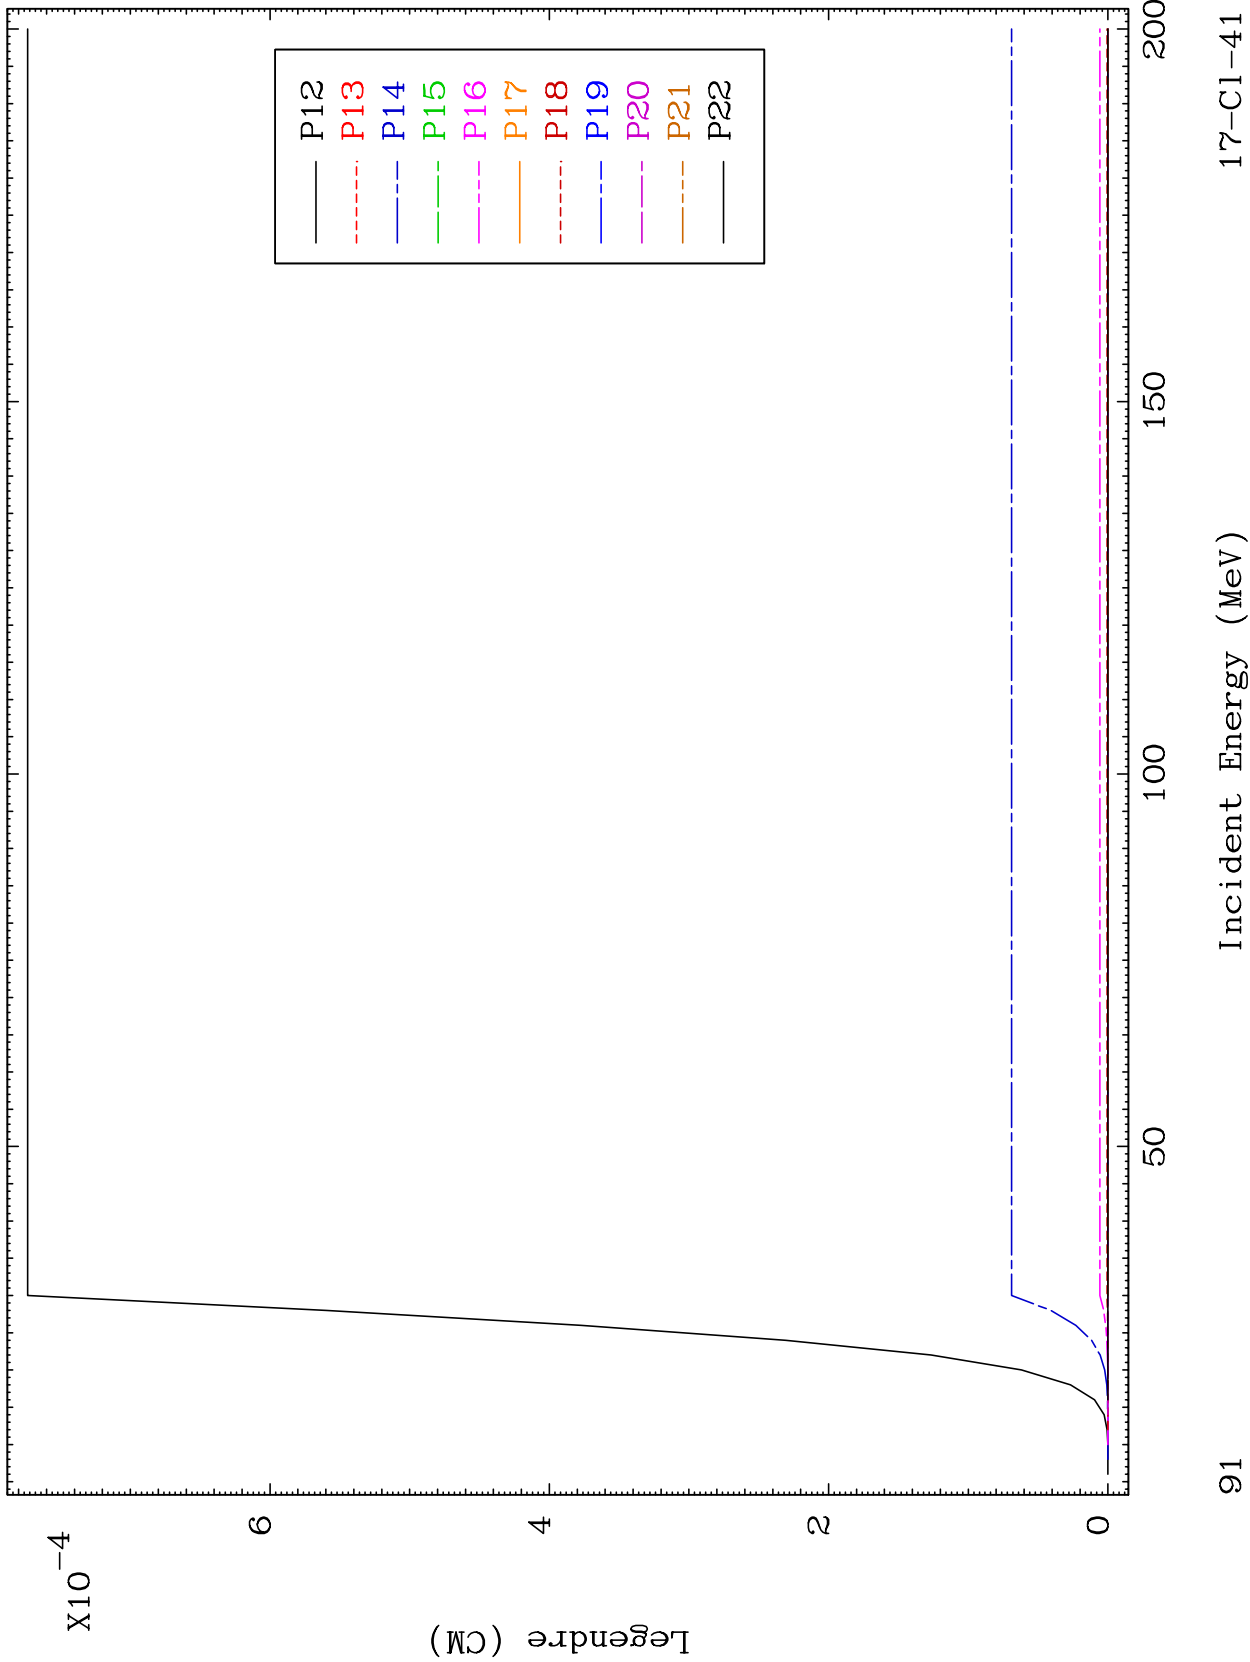 X10-4
6
4
2
0
Legendre (CM)
P12
P13
P14
P15
P16
P17
P18
P19
P20
P21
P22
50
100
150
200
91
Incident Energy (MeV)
17-Cl-41